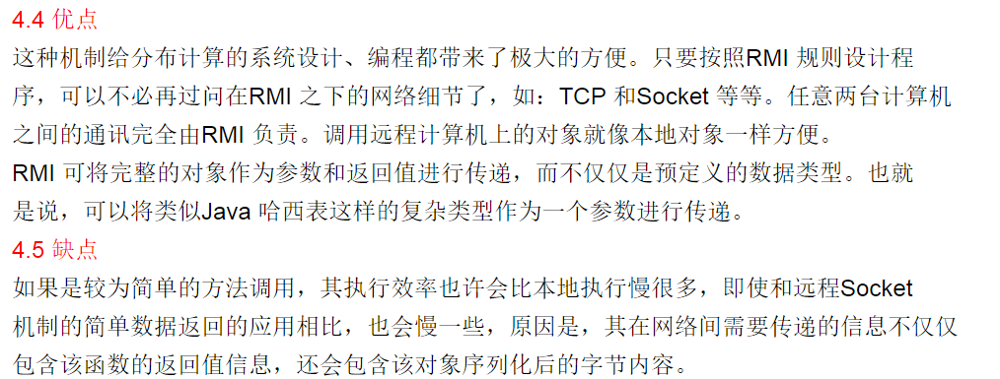 4.4 优点
这种机制给分布计算的系统设计、编程都带来了极大的方便。只要按照RMI 规则设计程
序，可以不必再过问在RMI 之下的网络细节了，如：TCP 和Socket 等等。任意两台计算机
之间的通讯完全由RMI 负责。调用远程计算机上的对象就像本地对象一样方便。
RMI 可将完整的对象作为参数和返回值进行传递，而不仅仅是预定义的数据类型。也就
是说，可以将类似Java 哈西表这样的复杂类型作为一个参数进行传递。
4.5 缺点
如果是较为简单的方法调用，其执行效率也许会比本地执行慢很多，即使和远程Socket
机制的简单数据返回的应用相比，也会慢一些，原因是，其在网络间需要传递的信息不仅仅
包含该函数的返回值信息，还会包含该对象序列化后的字节内容。